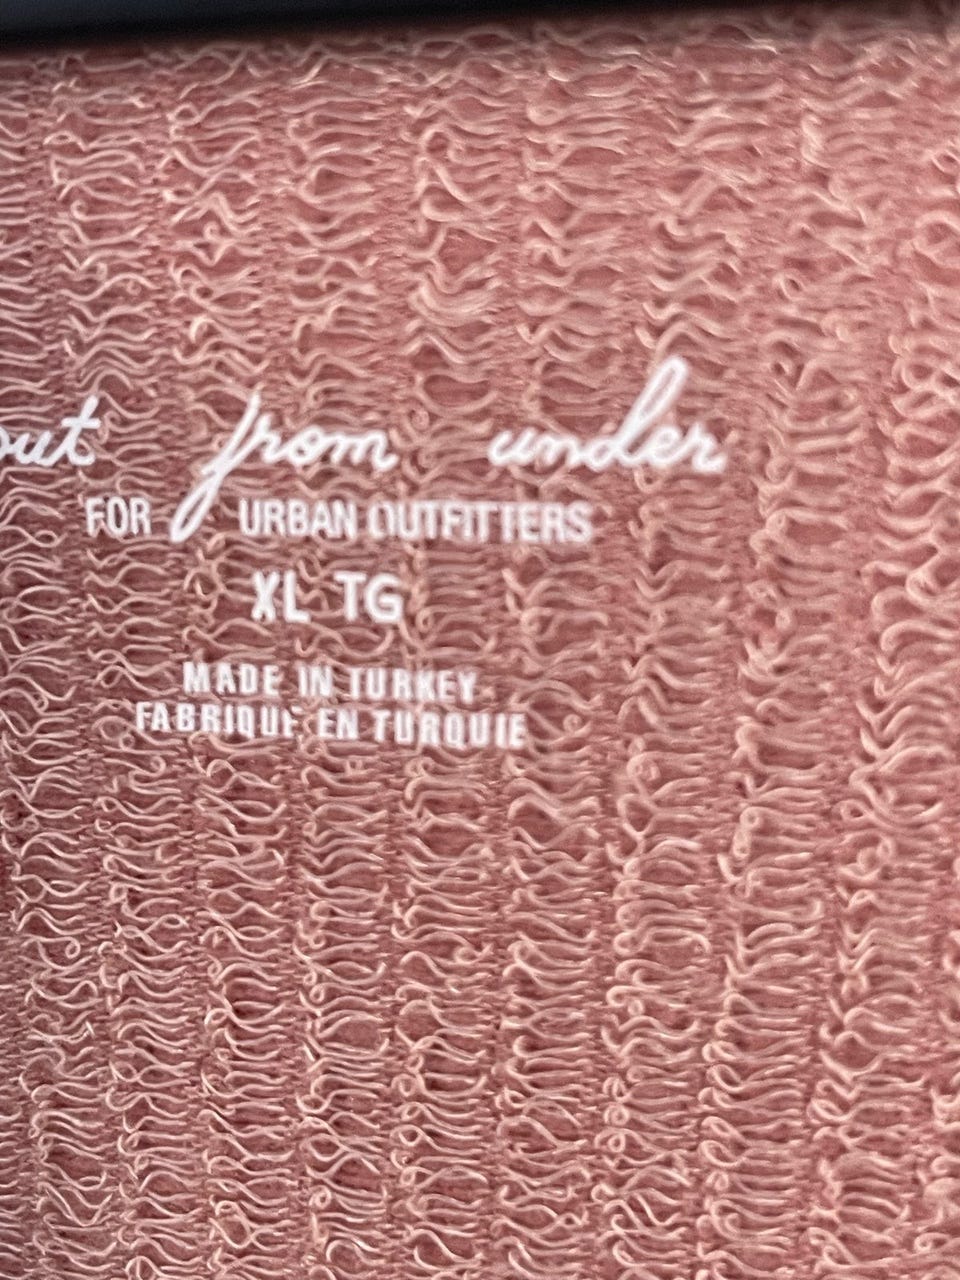 out from under
FOR URBAN OUTFITTERS
XL TG
MADE IN TURKEY
FABRIQUE EN TURQUIE